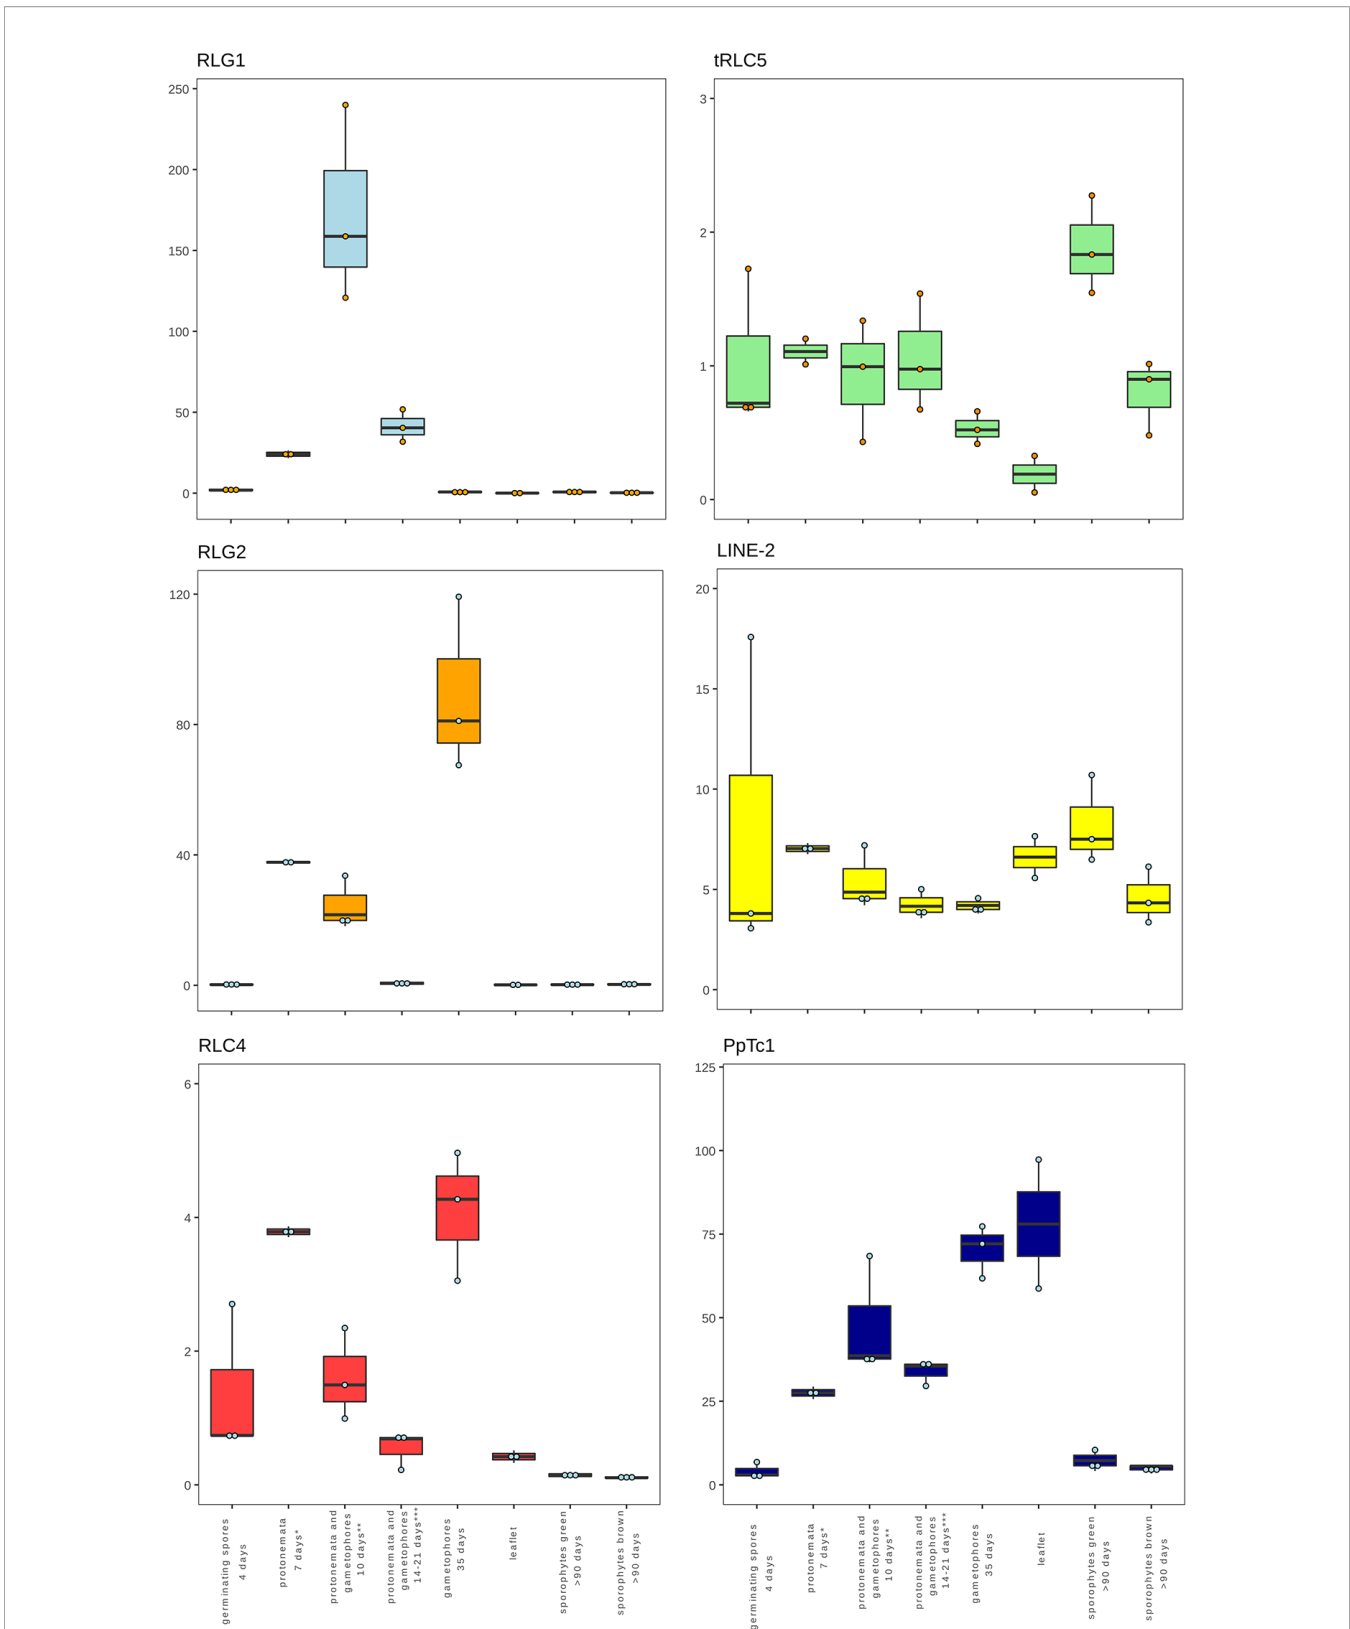 RLG1
250
200
150
100
50
0
tRLC5
3
2
1
0
RLG2
120
80
40
0
LINE-2
20
15
10
5
0
RLC4
6
4
2
0
germinating spores
4 days
protonemata
7 days*
protonemata and
gametophores
10 days**
protonemata and
gametophores
14-21 days***
gametophores
35 days
leaflet
sporophytes green
>90 days
sporophytes brown
>90 days
PpTc1
125
100
75
50
25
0
germinating spores
4 days
protonemata
7 days*
protonemata and
gametophores
10 days**
protonemata and
gametophores
14-21 days***
gametophores
35 days
leaflet
sporophytes green
>90 days
sporophytes brown
>90 days